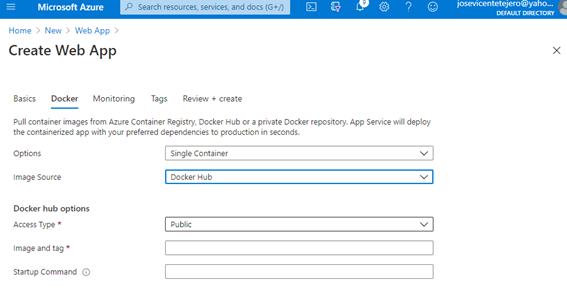 Microsoft Azure
Search resources, services, and docs (G+/)
josevicentetejero@yaho...
DEFAULT DIRECTORY
Home > New > Web App >
Create Web App
Basics Docker Monitoring Tags Review + create
Pull container images from Azure Container Registry, Docker Hub or a private Docker repository. App Service will deploy
the containerized app with your preferred dependencies to production in seconds.
Options Single Container
Image Source Docker Hub
Docker hub options
Access Type * Public
Image and tag *
Startup Command